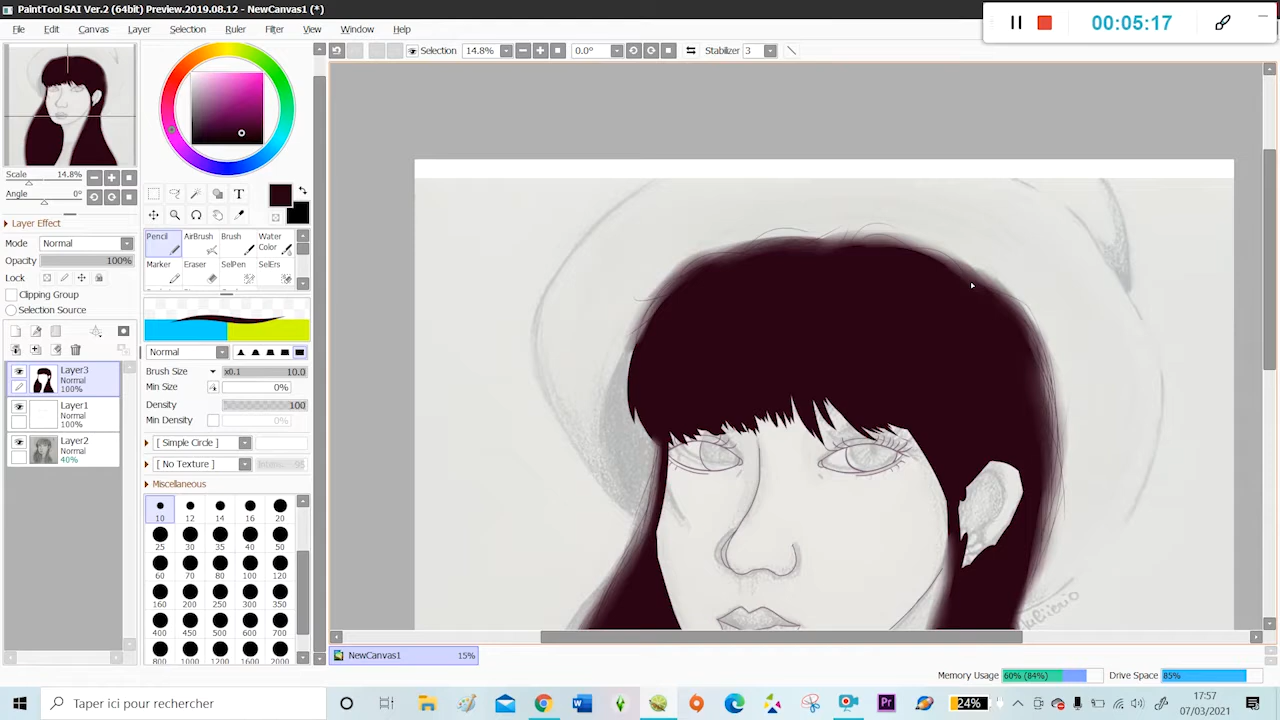 PaintTool SAI Ver.2 (64bit) Preview.2019.08.12 - NewCanvas1 (*)
00:05:17
File Edit Canvas Layer Selection Ruler Filter View Window Help
Selection 14.8% 0.0° Stabilizer 3
Scale 14.8%
Angle 0°
Layer Effect
Mode Normal
Opacity 100%
Lock
Clipping Group
Selection Source
Layer3
Normal
100%
Layer1
Normal
100%
Layer2
Normal
40%
T
Pencil AirBrush Brush Water Color
Marker Eraser SelPen SelErs
Normal
Brush Size x0.1 10.0
Min Size 0%
Density 100
Min Density
[ Simple Circle ]
[ No Texture ] 95
Miscellaneous
10 12 14 16 20
25 30 35 40 50
60 70 80 100 120
160 200 250 300 350
400 450 500 600 700
800 1000 1200 1600 2000
NewCanvas1 15%
Memory Usage 60% (84%) Drive Space 85%
Taper ici pour rechercher
24%
17:57
07/03/2021